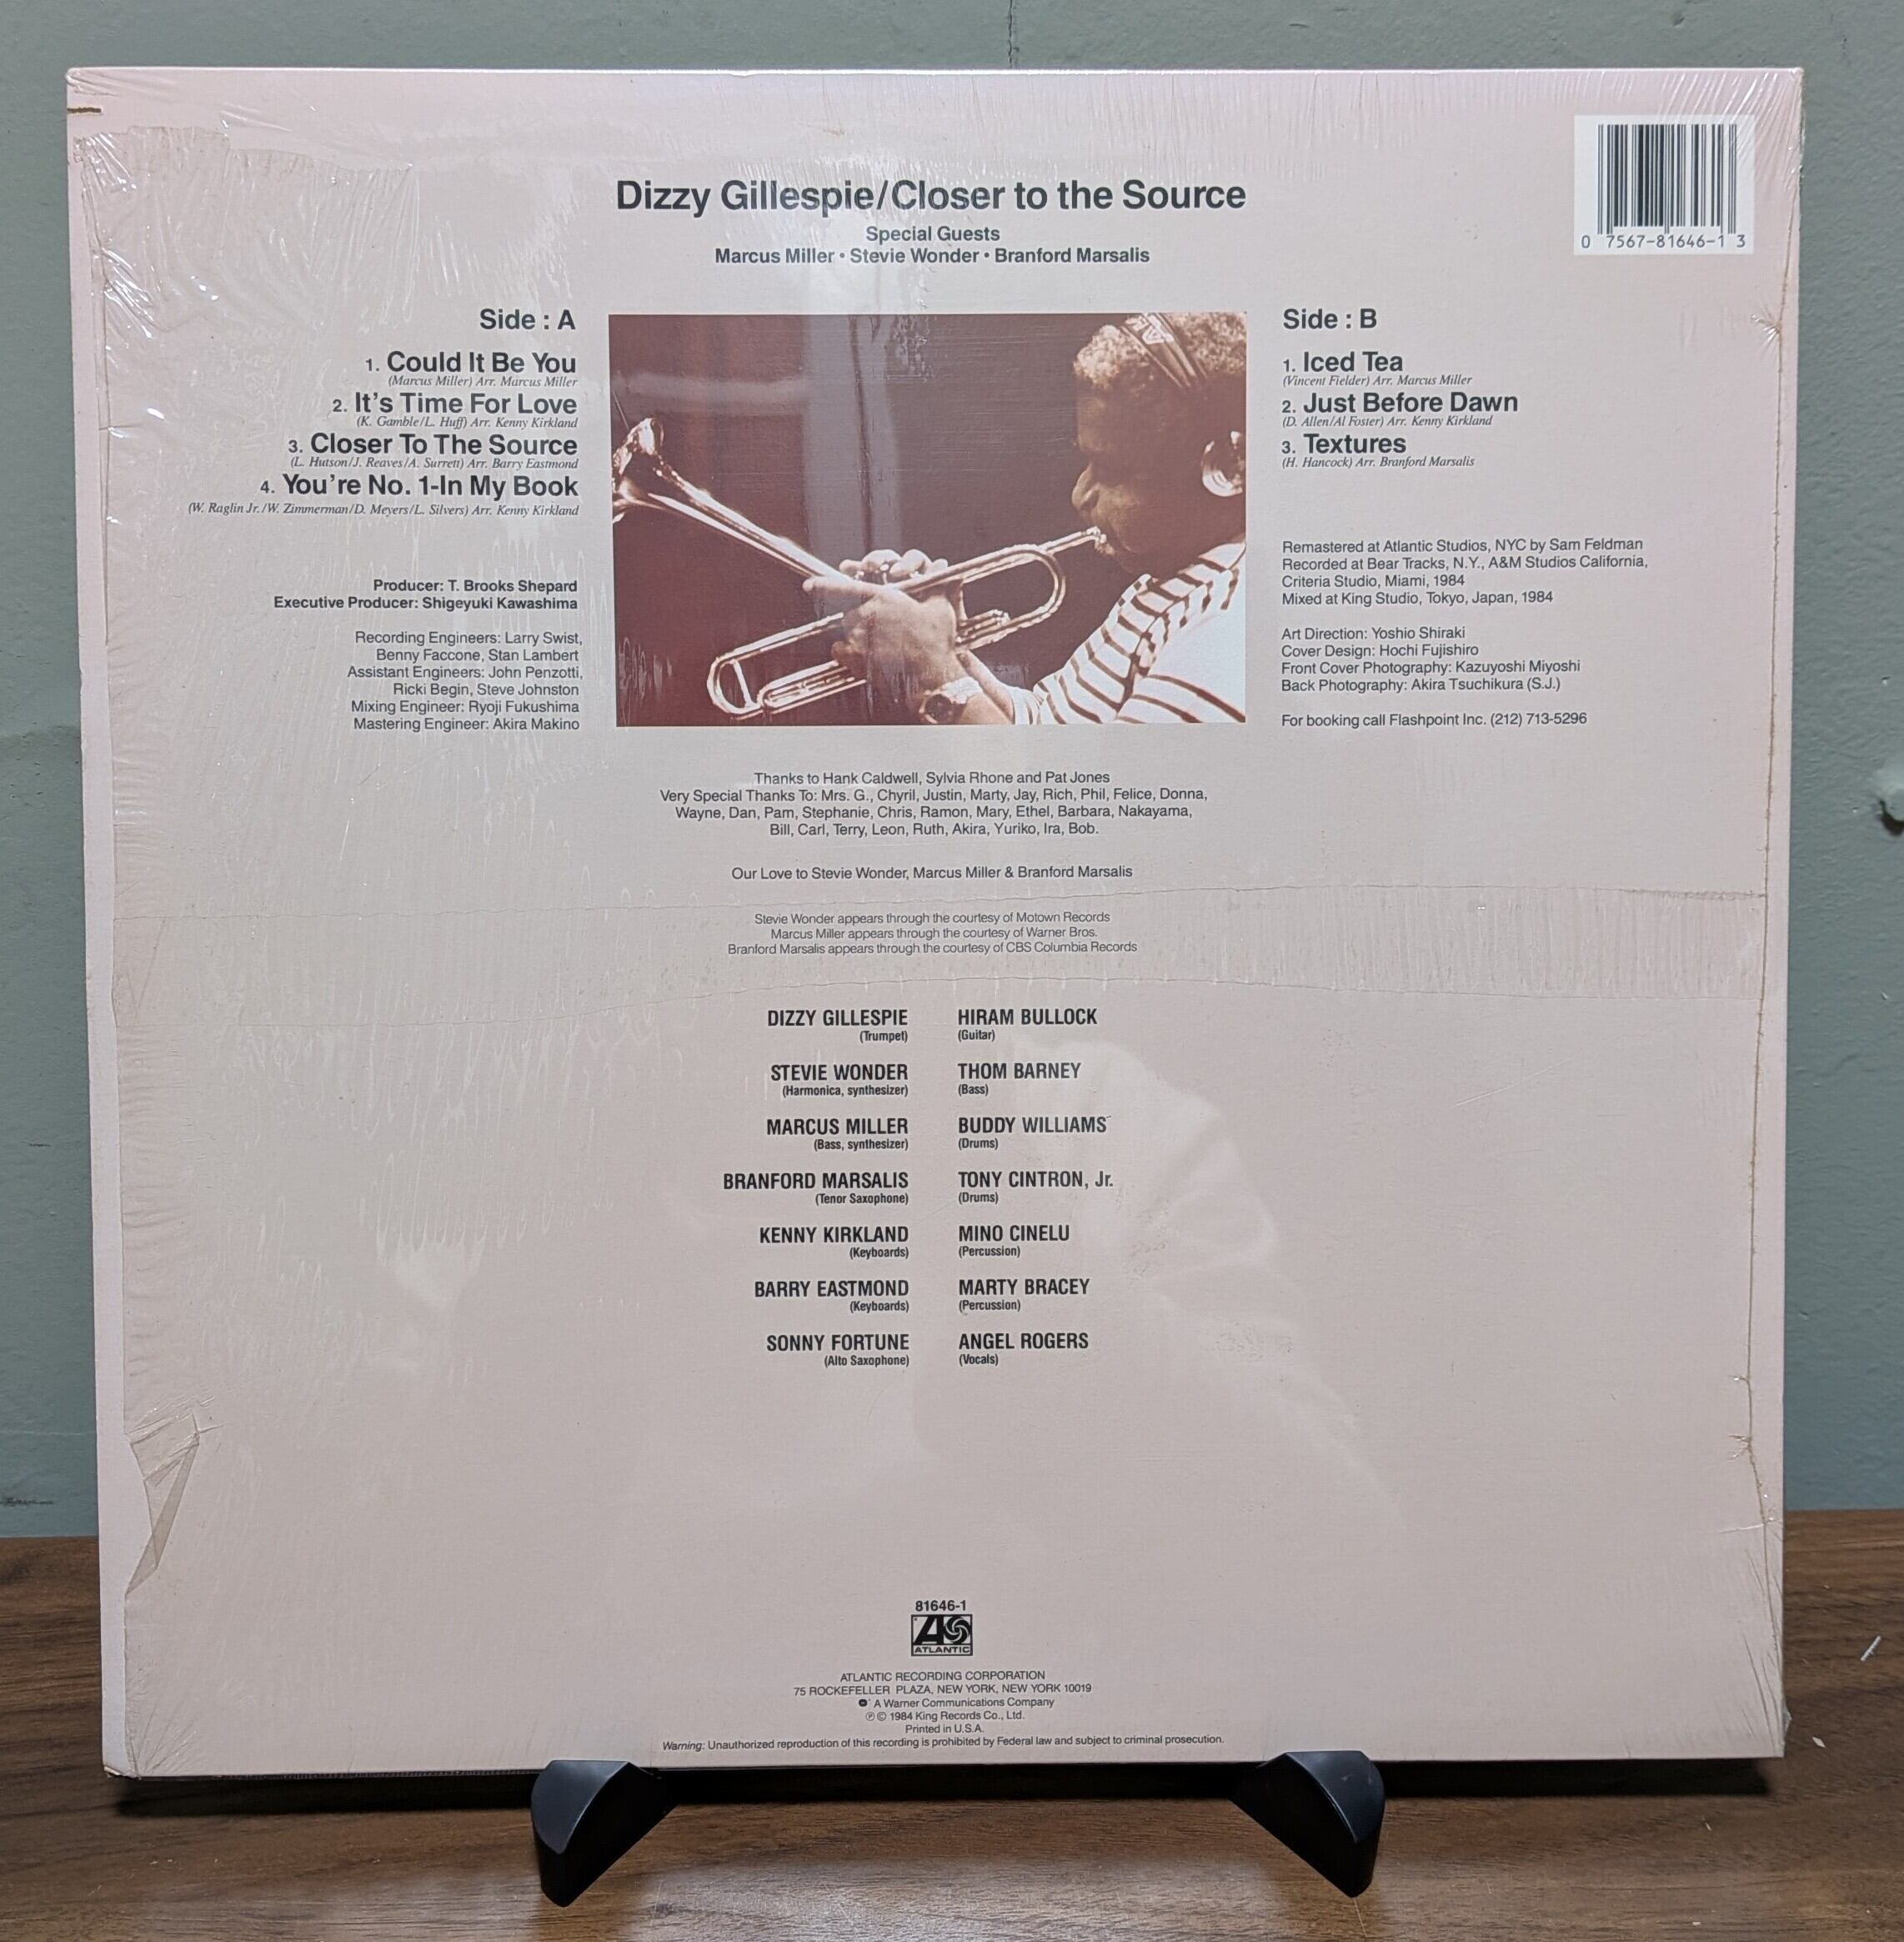 Dizzy Gillespie/Closer to the Source
Special Guests
Marcus Miller • Stevie Wonder • Branford Marsalis
0 7567-81646-1 3
Side : A
1. Could It Be You
(Marcus Miller) Arr. Marcus Miller
2. It's Time For Love
(K. Gamble/L. Huff) Arr. Kenny Kirkland
3. Closer To The Source
(L. Hutson/J. Reaves/A. Surrett) Arr. Barry Eastmond
4. You're No. 1-In My Book
(W. Raglin Jr./W. Zimmerman/D. Meyers/L. Silvers) Arr. Kenny Kirkland
Producer: T. Brooks Shepard
Executive Producer: Shigeyuki Kawashima
Recording Engineers: Larry Swist,
Benny Faccone, Stan Lambert
Assistant Engineers: John Penzotti,
Ricki Begin, Steve Johnston
Mixing Engineer: Ryoji Fukushima
Mastering Engineer: Akira Makino
Side : B
1. Iced Tea
(Vincent Fielder) Arr. Marcus Miller
2. Just Before Dawn
(D. Allen/Al Foster) Arr. Kenny Kirkland
3. Textures
(H. Hancock) Arr. Branford Marsalis
Remastered at Atlantic Studios, NYC by Sam Feldman
Recorded at Bear Tracks, N.Y., A&M Studios California,
Criteria Studio, Miami, 1984
Mixed at King Studio, Tokyo, Japan, 1984
Art Direction: Yoshio Shiraki
Cover Design: Hochi Fujishiro
Front Cover Photography: Kazuyoshi Miyoshi
Back Photography: Akira Tsuchikura (S.J.)
For booking call Flashpoint Inc. (212) 713-5296
Thanks to Hank Caldwell, Sylvia Rhone and Pat Jones
Very Special Thanks To: Mrs. G., Chyril, Justin, Marty, Jay, Rich, Phil, Felice, Donna,
Wayne, Dan, Pam, Stephanie, Chris, Ramon, Mary, Ethel, Barbara, Nakayama,
Bill, Carl, Terry, Leon, Ruth, Akira, Yuriko, Ira, Bob.
Our Love to Stevie Wonder, Marcus Miller & Branford Marsalis
Stevie Wonder appears through the courtesy of Motown Records
Marcus Miller appears through the courtesy of Warner Bros.
Branford Marsalis appears through the courtesy of CBS Columbia Records
DIZZY GILLESPIE
(Trumpet)
STEVIE WONDER
(Harmonica, synthesizer)
MARCUS MILLER
(Bass, synthesizer)
BRANFORD MARSALIS
(Tenor Saxophone)
KENNY KIRKLAND
(Keyboards)
BARRY EASTMOND
(Keyboards)
SONNY FORTUNE
(Alto Saxophone)
HIRAM BULLOCK
(Guitar)
THOM BARNEY
(Bass)
BUDDY WILLIAMS
(Drums)
TONY CINTRON, Jr.
(Drums)
MINO CINELU
(Percussion)
MARTY BRACEY
(Percussion)
ANGEL ROGERS
(Vocals)
81646-1
ATLANTIC
ATLANTIC RECORDING CORPORATION
75 ROCKEFELLER PLAZA, NEW YORK, NEW YORK 10019
A Warner Communications Company
℗ © 1984 King Records Co., Ltd.
Printed in U.S.A.
Warning: Unauthorized reproduction of this recording is prohibited by Federal law and subject to criminal prosecution.